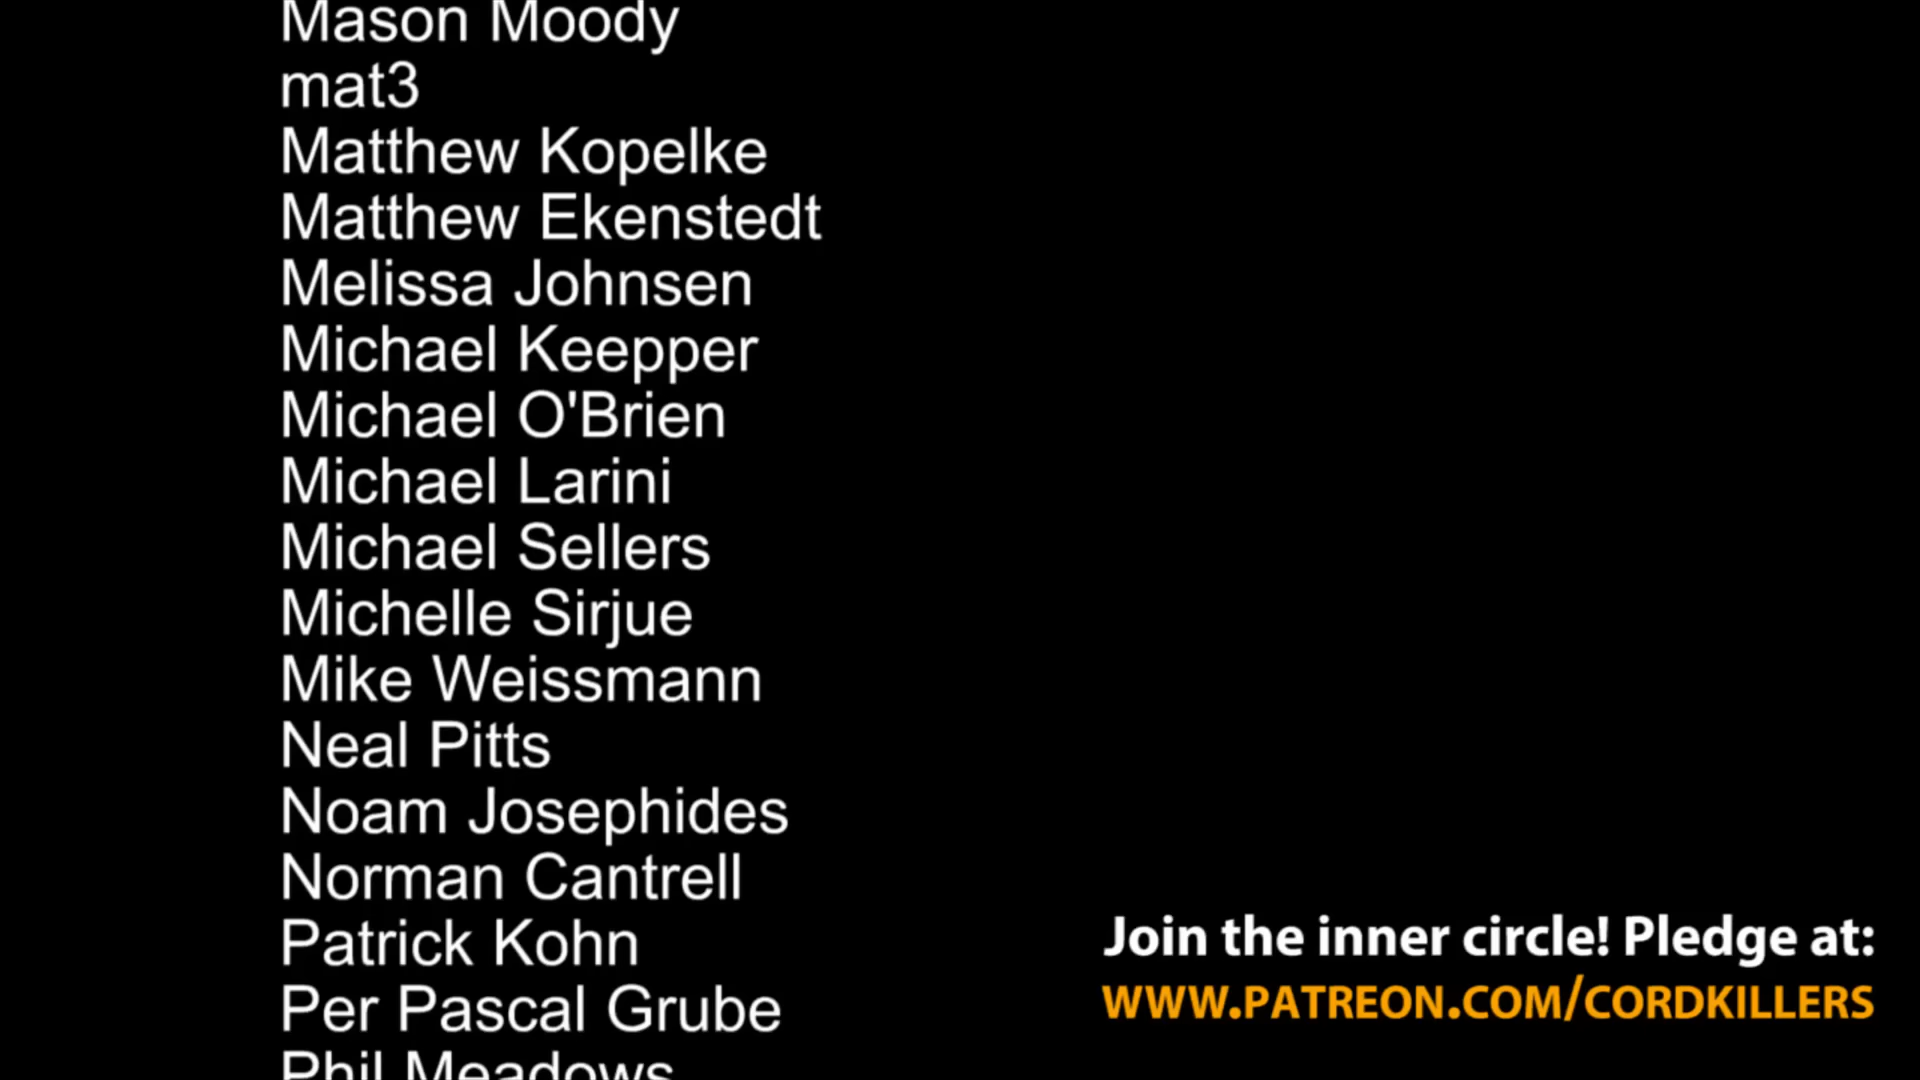 Mason Moody
mat3
Matthew Kopelke
Matthew Ekenstedt
Melissa Johnsen
Michael Keepper
Michael O'Brien
Michael Larini
Michael Sellers
Michelle Sirjue
Mike Weissmann
Neal Pitts
Noam Josephides
Norman Cantrell
Patrick Kohn
Per Pascal Grube
Phil Meadows
Join the inner circle! Pledge at:
WWW.PATREON.COM/CORDKILLERS